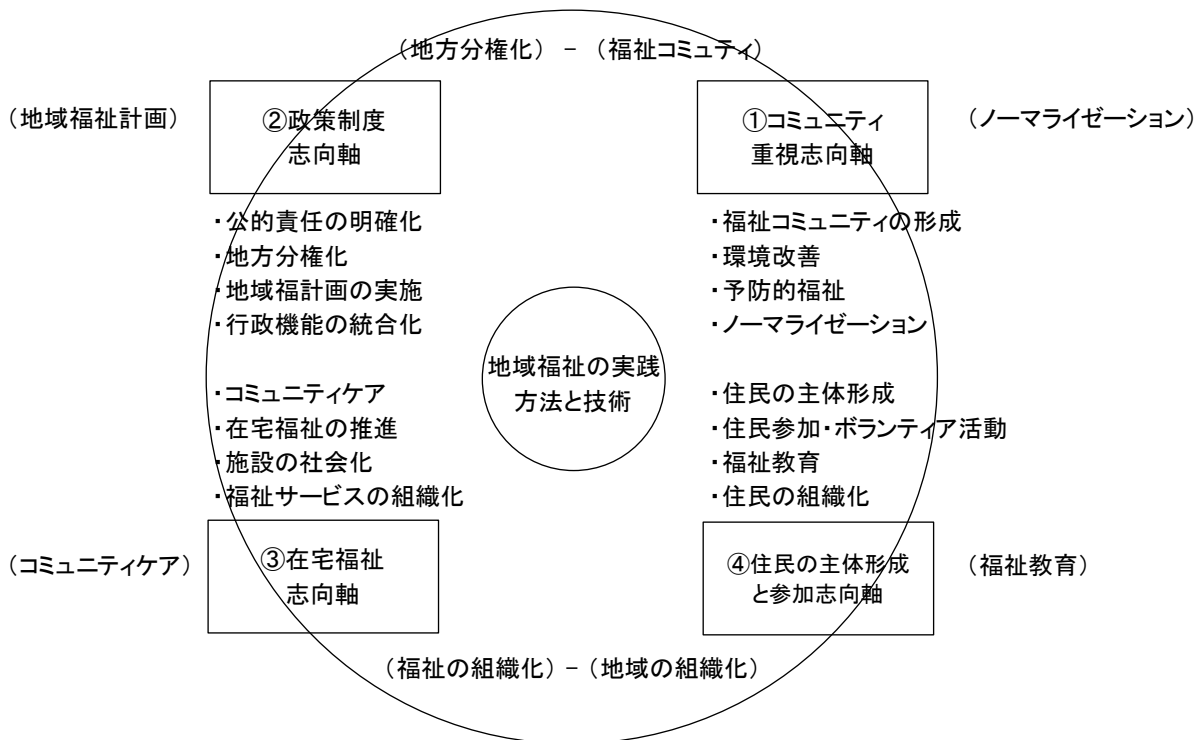 (地方分権化) - (福祉コミュティ)
(地域福祉計画)
②政策制度
志向軸
①コミュニティ
重視志向軸
(ノーマライゼーション)
・公的責任の明確化
・地方分権化
・地域福計画の実施
・行政機能の統合化
・福祉コミュニティの形成
・環境改善
・予防的福祉
・ノーマライゼーション
地域福祉の実践
方法と技術
・コミュニティケア
・在宅福祉の推進
・施設の社会化
・福祉サービスの組織化
・住民の主体形成
・住民参加・ボランティア活動
・福祉教育
・住民の組織化
(コミュニティケア)
③在宅福祉
志向軸
④住民の主体形成
と参加志向軸
(福祉教育)
(福祉の組織化) - (地域の組織化)